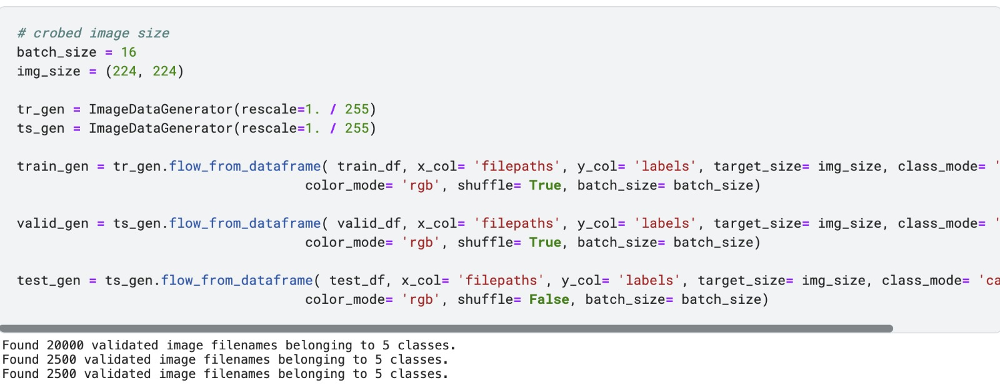 # crobed image size
batch_size = 16
img_size = (224, 224)
tr_gen = ImageDataGenerator(rescale=1. / 255)
ts_gen = ImageDataGenerator(rescale=1. / 255)
train_gen = tr_gen.flow_from_dataframe( train_df, x_col= 'filepaths', y_col= 'labels', target_size= img_size, class_mode= '
color_mode= 'rgb', shuffle= True, batch_size= batch_size)
valid_gen = ts_gen.flow_from_dataframe( valid_df, x_col= 'filepaths', y_col= 'labels', target_size= img_size, class_mode= '
color_mode= 'rgb', shuffle= True, batch_size= batch_size)
test_gen = ts_gen.flow_from_dataframe( test_df, x_col= 'filepaths', y_col= 'labels', target_size= img_size, class_mode= 'ca
color_mode= 'rgb', shuffle= False, batch_size= batch_size)
Found 20000 validated image filenames belonging to 5 classes.
Found 2500 validated image filenames belonging to 5 classes.
Found 2500 validated image filenames belonging to 5 classes.